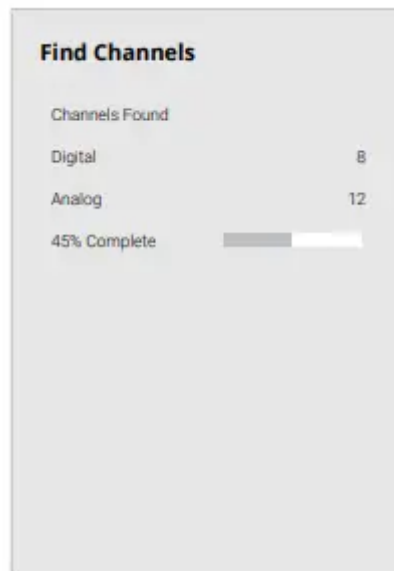 Find Channels
Channels Found
Digital 8
Analog 12
45% Complete